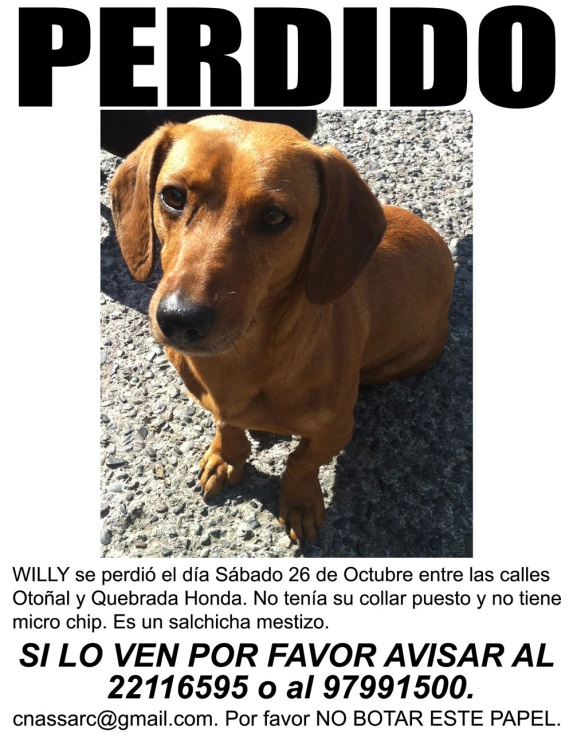 PERDIDO
WILLY se perdió el día Sábado 26 de Octubre entre las calles
Otoñal y Quebrada Honda. No tenía su collar puesto y no tiene
micro chip. Es un salchicha mestizo.
SI LO VEN POR FAVOR AVISAR AL
22116595 o al 97991500.
cnassarc@gmail.com. Por favor NO BOTAR ESTE PAPEL.